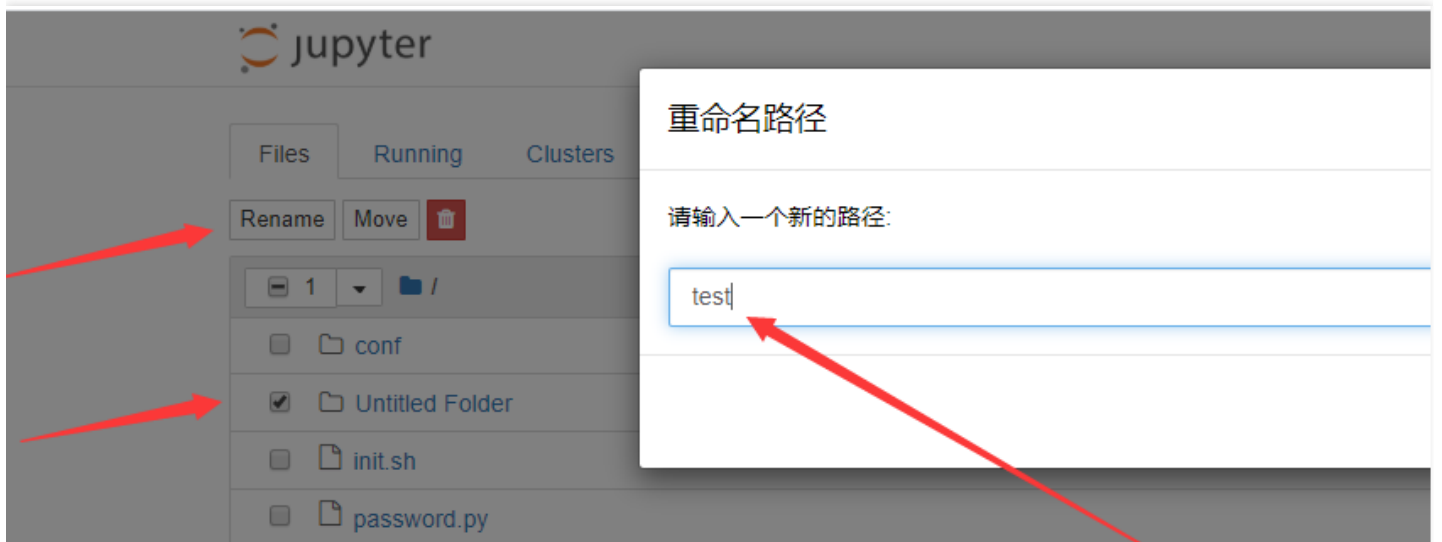 jupyter
Files Running Clusters
Rename Move
1 /
conf
Untitled Folder
init.sh
password.py
重命名路径
请输入一个新的路径:
test